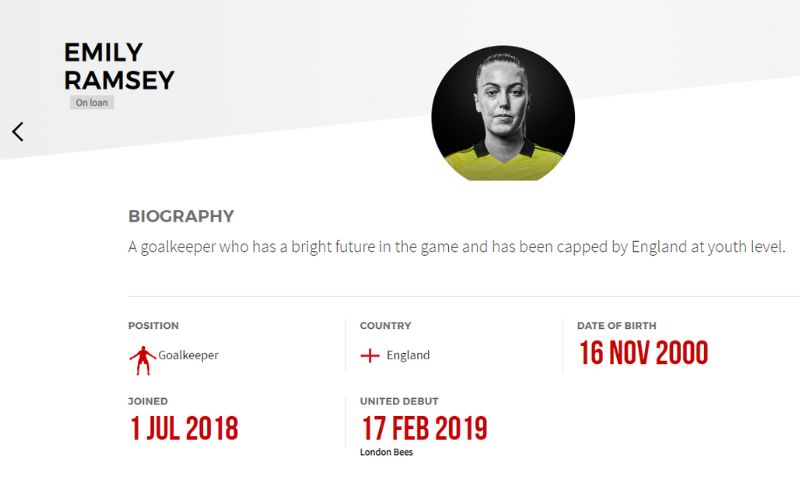 EMILY
RAMSEY
On loan
BIOGRAPHY
A goalkeeper who has a bright future in the game and has been capped by England at youth level.
POSITION
Goalkeeper
COUNTRY
England
DATE OF BIRTH
16 NOV 2000
JOINED
1 JUL 2018
UNITED DEBUT
17 FEB 2019
London Bees